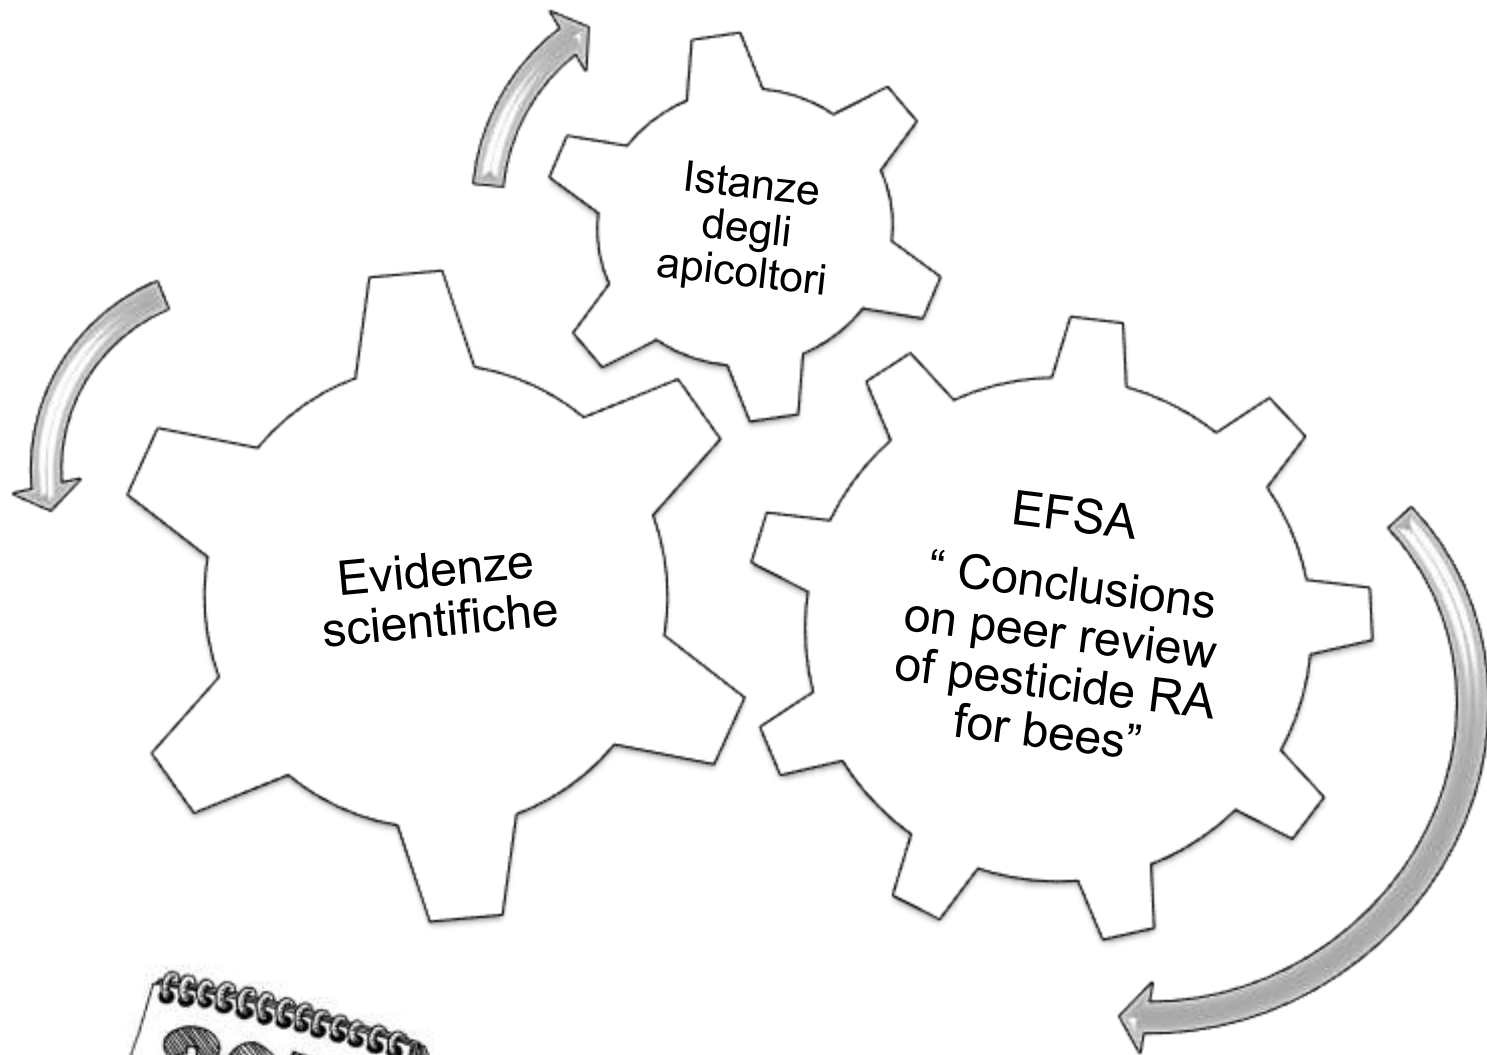 Istanze
degli
apicoltori
Evidenze
scientifiche
EFSA
“ Conclusions
on peer review
of pesticide RA
for bees”